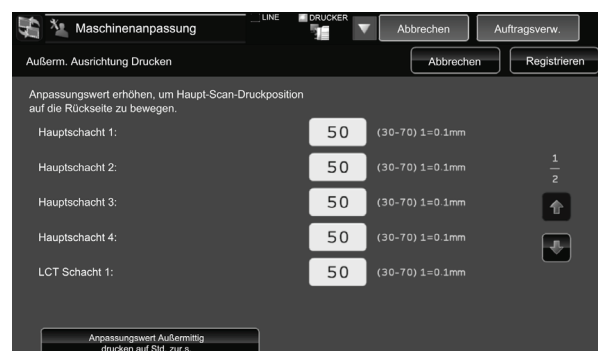 LINE DRUCKER
Maschinenanpassung Abbrechen Auftragsverw.
Außerm. Ausrichtung Drucken Abbrechen Registrieren
Anpassungswert erhöhen, um Haupt-Scan-Druckposition
auf die Rückseite zu bewegen.
Hauptschacht 1: 50 (30-70) 1=0.1mm
Hauptschacht 2: 50 (30-70) 1=0.1mm
1
Hauptschacht 3: 50 (30-70) 1=0.1mm
2
Hauptschacht 4: 50 (30-70) 1=0.1mm
LCT Schacht 1: 50 (30-70) 1=0.1mm
Anpassungswert Außermittig
drucken auf Std. zur s.